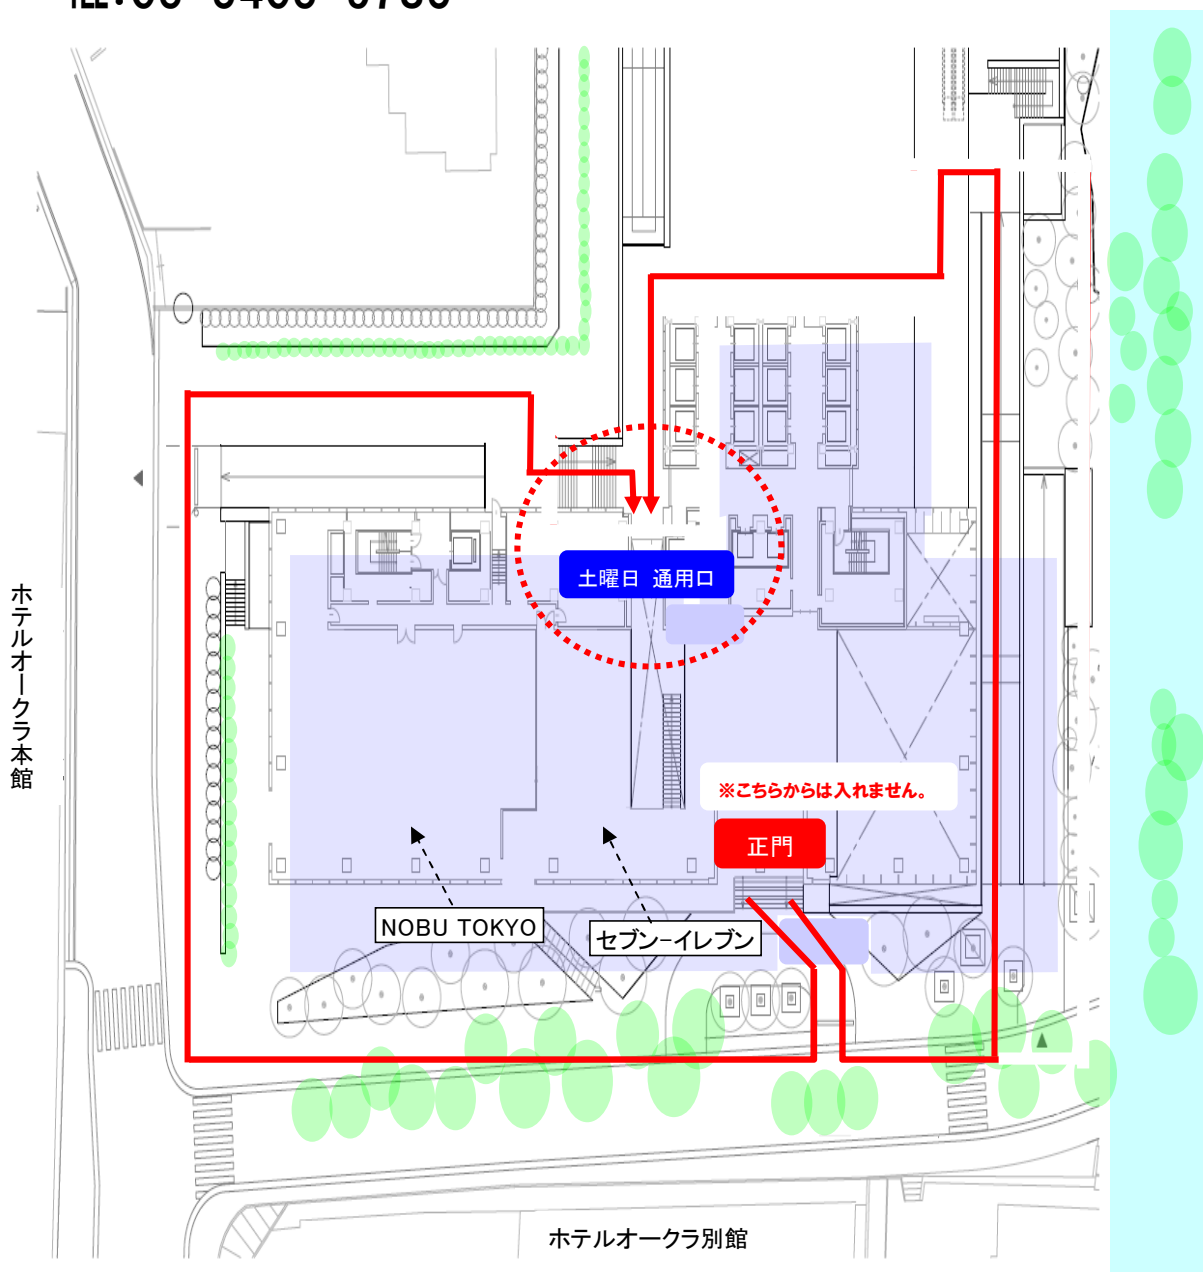 ホテルオークラ本館
土曜日 通用口
※こちらからは入れません。
正門
NOBU TOKYO
セブン-イレブン
ホテルオークラ別館